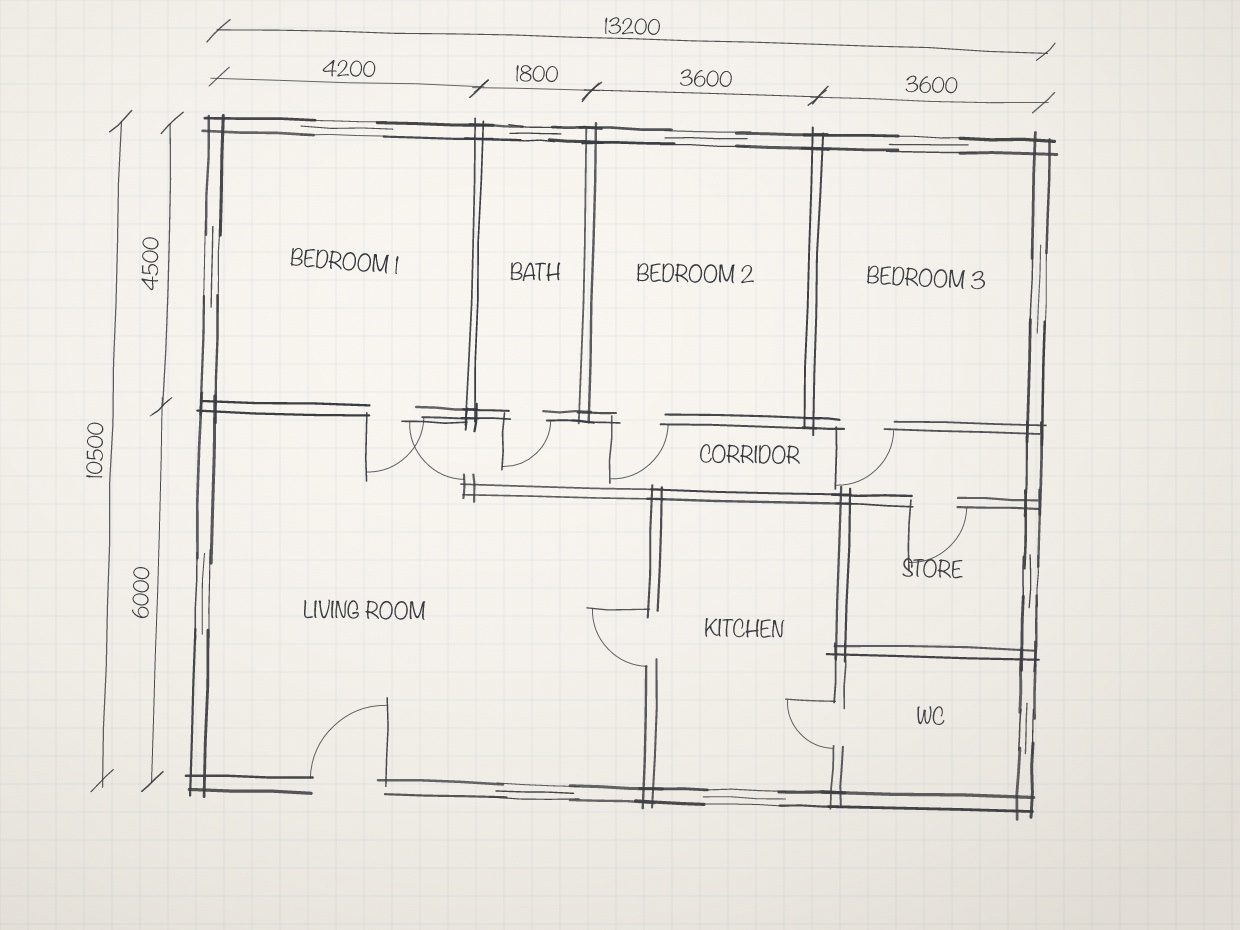 13200
4200 1800 3600 3600
4500
10500
6000
BEDROOM 1
BATH
BEDROOM 2
BEDROOM 3
CORRIDOR
STORE
LIVING ROOM
KITCHEN
WC